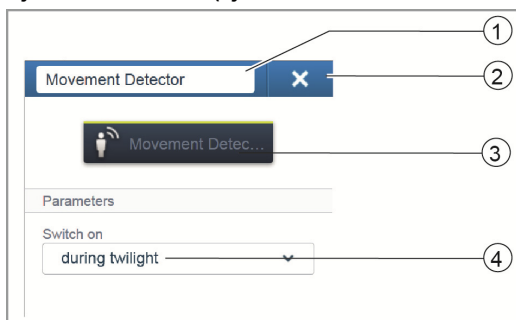 1
Movement Detector
2
Movement Detec...
3
Parameters
Switch on
during twilight
4